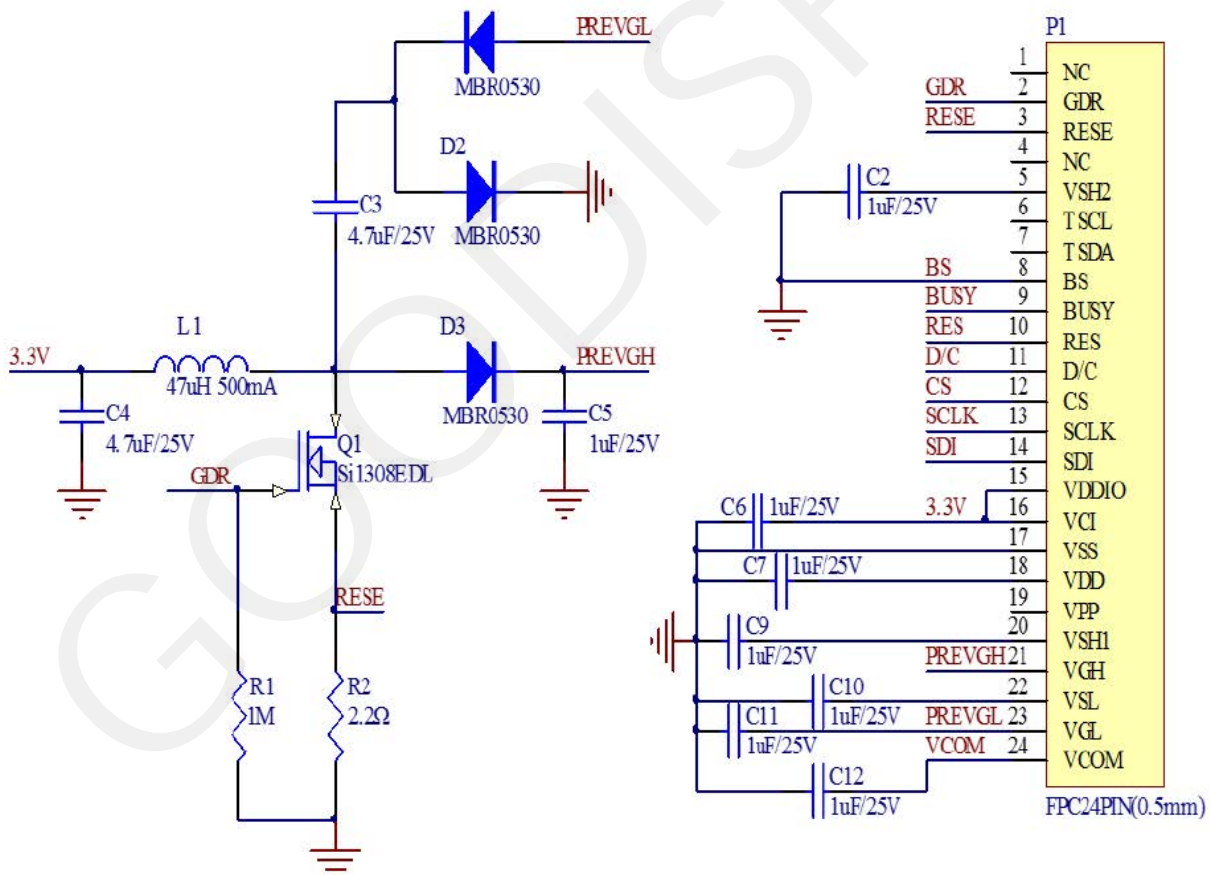 PREVGL
MBR0530
D2
MBR0530
C3
4.7uF/25V
3.3V
L1
47uH 500mA
D3
MBR0530
PREVGH
C4
4.7uF/25V
C5
1uF/25V
Q1
Si1308EDL
GDR
RESE
R1
1M
R2
2.2Ω
P1
1 NC
GDR 2 GDR
RESE 3 RESE
4 NC
C2
1uF/25V
5 VSH2
6 TSCL
7 TSDA
BS 8 BS
BUSY 9 BUSY
RES 10 RES
D/C 11 D/C
CS 12 CS
SCLK 13 SCLK
SDI 14 SDI
15 VDDIO
C6 1uF/25V 3.3V 16 VCI
17 VSS
C7 1uF/25V 18 VDD
19 VPP
C9
1uF/25V
20 VSH1
PREVGH 21 VGH
C10
1uF/25V
22 VSL
C11
1uF/25V
PREVGL 23 VGL
VCOM 24 VCOM
C12
1uF/25V
FPC24PIN(0.5mm)
GOODISP